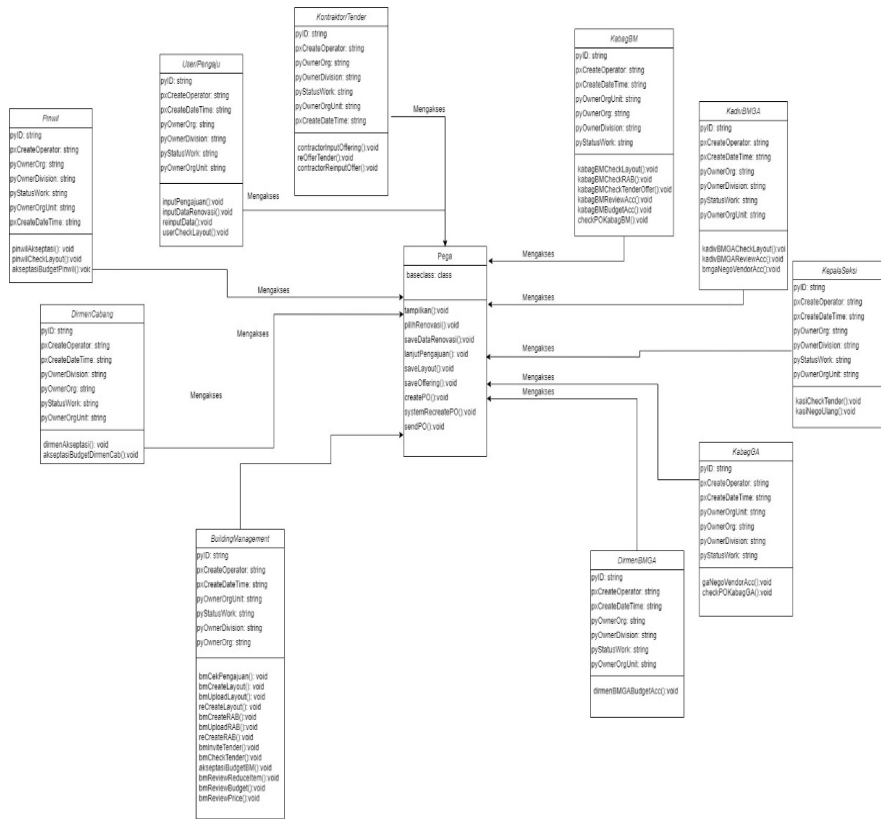 Kontraktor/Tender
pyID: string
pxCreateOperator: string
pyOwnerOrg: string
pyOwnerDivision: string
pyStatusWork: string
pyOwnerOrgUnit: string
pxCreateDateTime: string
contractorInputOffering():void
reOfferTender():void
contractorReinputOffer():void
Mengakses
User/Pengaju
pyID: string
pxCreateOperator: string
pxCreateDateTime: string
pyOwnerOrg: string
pyOwnerDivision: string
pyStatusWork: string
pyOwnerOrgUnit: string
inputPengajuan():void
inputDataRenovasi():void
reinputData():void
userCheckLayout():void
Mengakses
KabagBM
pyID: string
pxCreateOperator: string
pxCreateDateTime: string
pyOwnerOrgUnit: string
pyOwnerOrg: string
pyOwnerDivision: string
pyStatusWork: string
kabagBMCheckLayout():void
kabagBMCheckRAB():void
kabagBMCheckTenderOffer():void
kabagBMReviewAcc():void
kabagBMBudgetAcc():void
checkPOKabagBM():void
Mengakses
KadivBMGA
pyID: string
pxCreateOperator: string
pxCreateDateTime: string
pyOwnerOrg: string
pyOwnerDivision: string
pyStatusWork: string
pyOwnerOrgUnit: string
kadivBMGACheckLayout():void
kadivBMGAReviewAcc():void
bmgaNegoVendorAcc():void
Mengakses
Pinwil
pyID: string
pxCreateOperator: string
pyOwnerOrg: string
pyOwnerDivision: string
pyStatusWork: string
pyOwnerOrgUnit: string
pxCreateDateTime: string
pinwilAkseptasi(): void
pinwilCheckLayout():void
akseptasiBudgetPinwil():void
Mengakses
Pega
baseclass: class
tampilkan():void
pilihRenovasi():void
saveDataRenovasi():void
lanjutPengajuan(): void
saveLayout():void
saveOffering():void
createPO():void
systemRecreatePO():void
sendPO():void
KepalaSeksi
pyID: string
pxCreateOperator: string
pxCreateDateTime: string
pyOwnerOrg: string
pyOwnerDivision: string
pyStatusWork: string
pyOwnerOrgUnit: string
kasiCheckTender():void
kasiNegoUlang():void
Mengakses
DirmenCabang
pyID: string
pxCreateOperator: string
pxCreateDateTime: string
pyOwnerDivision: string
pyOwnerOrg: string
pyStatusWork: string
pyOwnerOrgUnit: string
dirmenAkseptasi(): void
akseptasiBudgetDirmenCab():void
Mengakses
Mengakses
Mengakses
Mengakses
KabagGA
pyID: string
pxCreateOperator: string
pxCreateDateTime: string
pyOwnerOrgUnit: string
pyOwnerOrg: string
pyOwnerDivision: string
pyStatusWork: string
gaNegoVendorAcc():void
checkPOKabagGA():void
BuildingManagement
pyID: string
pxCreateOperator: string
pxCreateDateTime: string
pyOwnerOrgUnit: string
pyStatusWork: string
pyOwnerDivision: string
pyOwnerOrg: string
bmCekPengajuan(): void
bmCreateLayout(): void
bmUploadLayout(): void
reCreateLayout(): void
bmCreateRAB():void
bmUploadRAB():void
reCreateRAB():void
bmInviteTender():void
bmCheckTender():void
akseptasiBudgetBM():void
bmReviewReduceItem():void
bmReviewBudget():void
bmReviewPrice():void
DirmenBMGA
pyID: string
pxCreateOperator: string
pxCreateDateTime: string
pyOwnerOrg: string
pyOwnerDivision: string
pyStatusWork: string
pyOwnerOrgUnit: string
dirmenBMGABudgetAcc():void